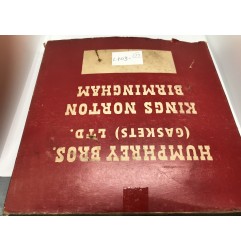 HUMPHREY BROS.
(GASKETS) LTD.
KINGS NORTON
BIRMINGHAM